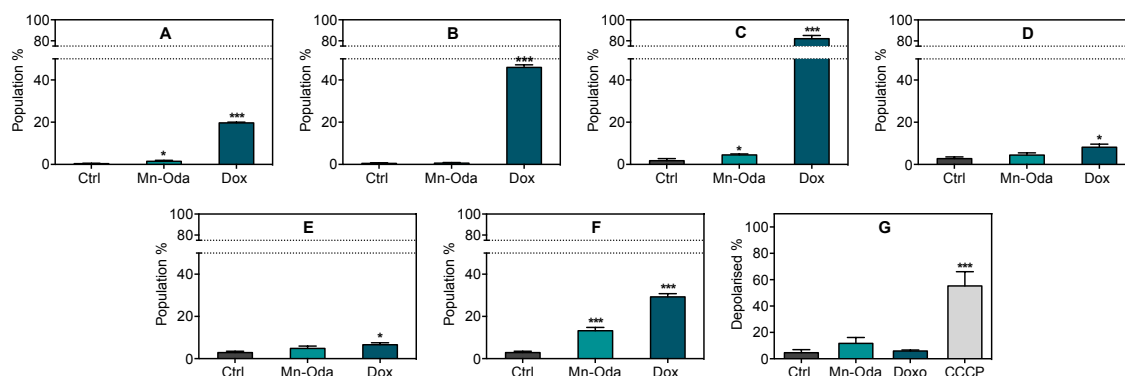 A
Population %
100
80
40
20
0
***
*
Ctrl
Mn-Oda
Dox
B
Population %
100
80
40
20
0
***
Ctrl
Mn-Oda
Dox
C
Population %
100
80
40
20
0
***
*
Ctrl
Mn-Oda
Dox
D
Population %
100
80
40
20
0
*
Ctrl
Mn-Oda
Dox
E
Population %
100
80
40
20
0
*
Ctrl
Mn-Oda
Dox
F
Population %
100
80
40
20
0
***
***
Ctrl
Mn-Oda
Dox
G
Depolarised %
100
80
60
40
20
0
***
Ctrl
Mn-Oda
Doxo
CCCP